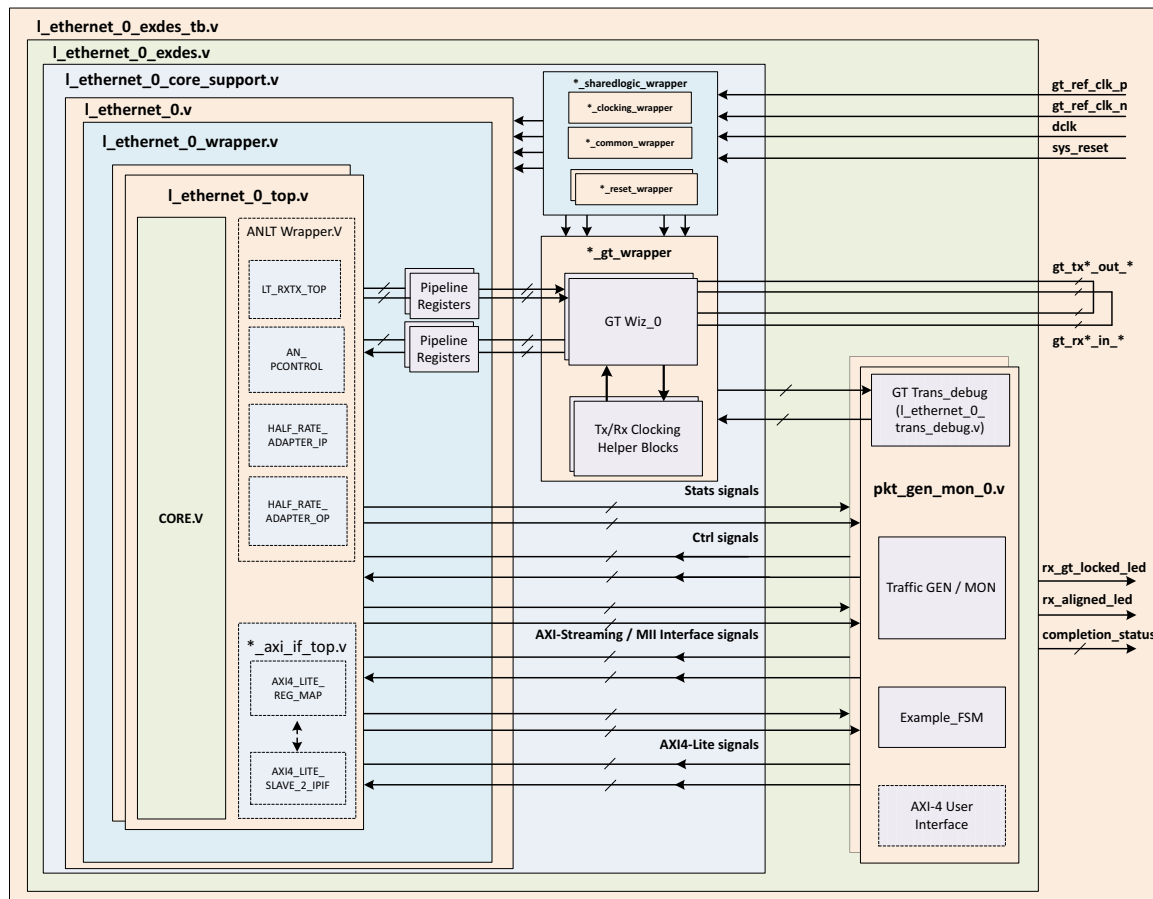 l_ethernet_0_exdes_tb.v
l_ethernet_0_exdes.v
l_ethernet_0_core_support.v
l_ethernet_0.v
l_ethernet_0_wrapper.v
l_ethernet_0_top.v
CORE.V
ANLT Wrapper.V
LT_RXTX_TOP
AN_
PCONTROL
HALF_RATE_
ADAPTER_IP
HALF_RATE_
ADAPTER_OP
*_axi_if_top.v
AXI4_LITE_
REG_MAP
AXI4_LITE_
SLAVE_2_IPIF
Pipeline
Registers
Pipeline
Registers
*_sharedlogic_wrapper
*_clocking_wrapper
*_common_wrapper
*_reset_wrapper
*_gt_wrapper
GT Wiz_0
Tx/Rx Clocking
Helper Blocks
Stats signals
Ctrl signals
AXI-Streaming / MII Interface signals
AXI4-Lite signals
gt_ref_clk_p
gt_ref_clk_n
dclk
sys_reset
gt_tx*_out_*
gt_rx*_in_*
GT Trans_debug
(l_ethernet_0_
trans_debug.v)
pkt_gen_mon_0.v
Traffic GEN / MON
Example_FSM
AXI-4 User
Interface
rx_gt_locked_led
rx_aligned_led
completion_status